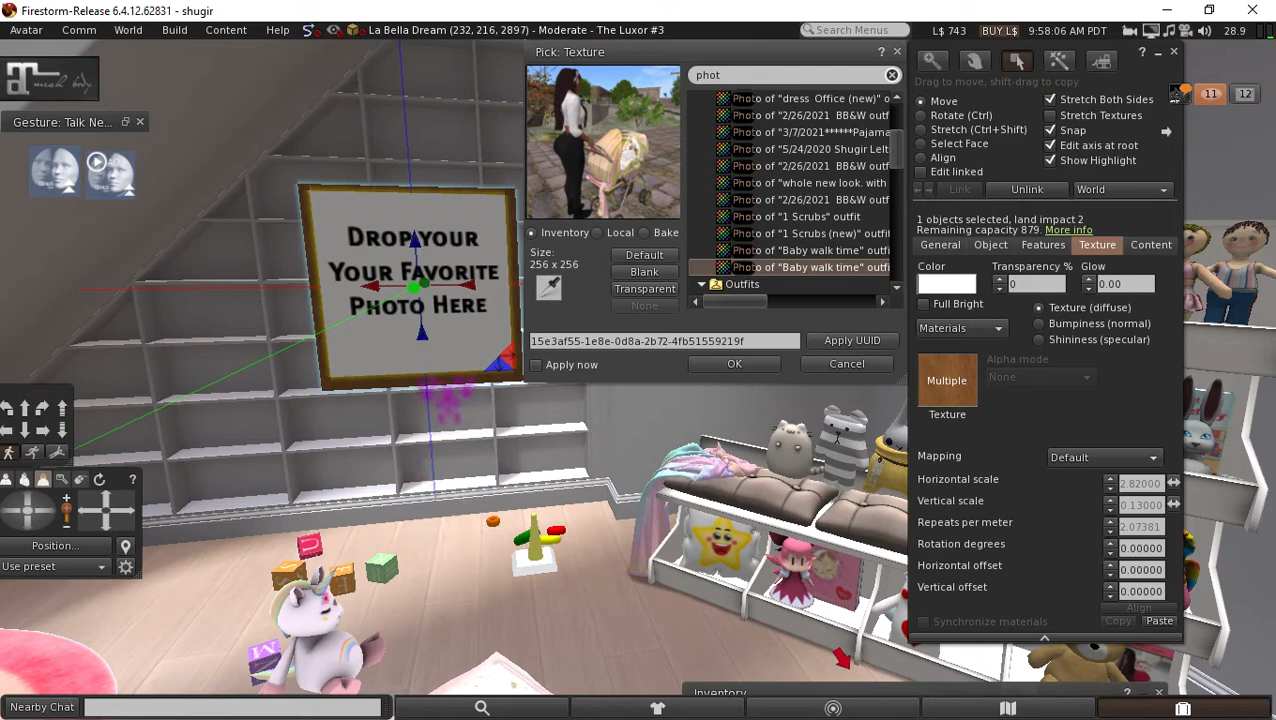 Firestorm-Release 6.4.12.62831 - shugir
Avatar Comm World Build Content Help La Bella Dream (232, 216, 2897) - Moderate - The Luxor #3 Search Menus L$ 743 BUY L$ 9:58:06 AM PDT 28.9
mesh body
Gesture: Talk Ne...
DROP YOUR
YOUR FAVORITE
PHOTO HERE
Pick: Texture
phot
Photo of "dress Office (new)" o
Photo of "2/26/2021 BB&W outf
Photo of "3/7/2021******Pajama
Photo of "5/24/2020 Shugir Lelt
Photo of "2/26/2021 BB&W outf
Photo of "whole new look. with
Photo of "2/26/2021 BB&W outf
Photo of "1 Scrubs" outfit
Photo of "1 Scrubs (new)" outfi
Photo of "Baby walk time" outfi
Photo of "Baby walk time" outfi
Outfits
Inventory Local Bake
Size:
256 x 256
Default
Blank
Transparent
None
15e3af55-1e8e-0d8a-2b72-4fb51559219f
Apply UUID
Apply now
OK
Cancel
Drag to move, shift-drag to copy
Move
Rotate (Ctrl)
Stretch (Ctrl+Shift)
Select Face
Align
Edit linked
Stretch Both Sides
Stretch Textures
Snap
Edit axis at root
Show Highlight
Link Unlink World
1 objects selected, land impact 2
Remaining capacity 879. More info
General Object Features Texture Content
Color Transparency % Glow
0 0.00
Full Bright
Materials
Texture (diffuse)
Bumpiness (normal)
Shininess (specular)
Multiple
Texture
Alpha mode
None
Mapping Default
Horizontal scale 2.82000
Vertical scale 0.13000
Repeats per meter 2.07381
Rotation degrees 0.00000
Horizontal offset 0.00000
Vertical offset 0.00000
Align
Synchronize materials Copy Paste
11 12
Position...
Use preset
Inventory
Nearby Chat